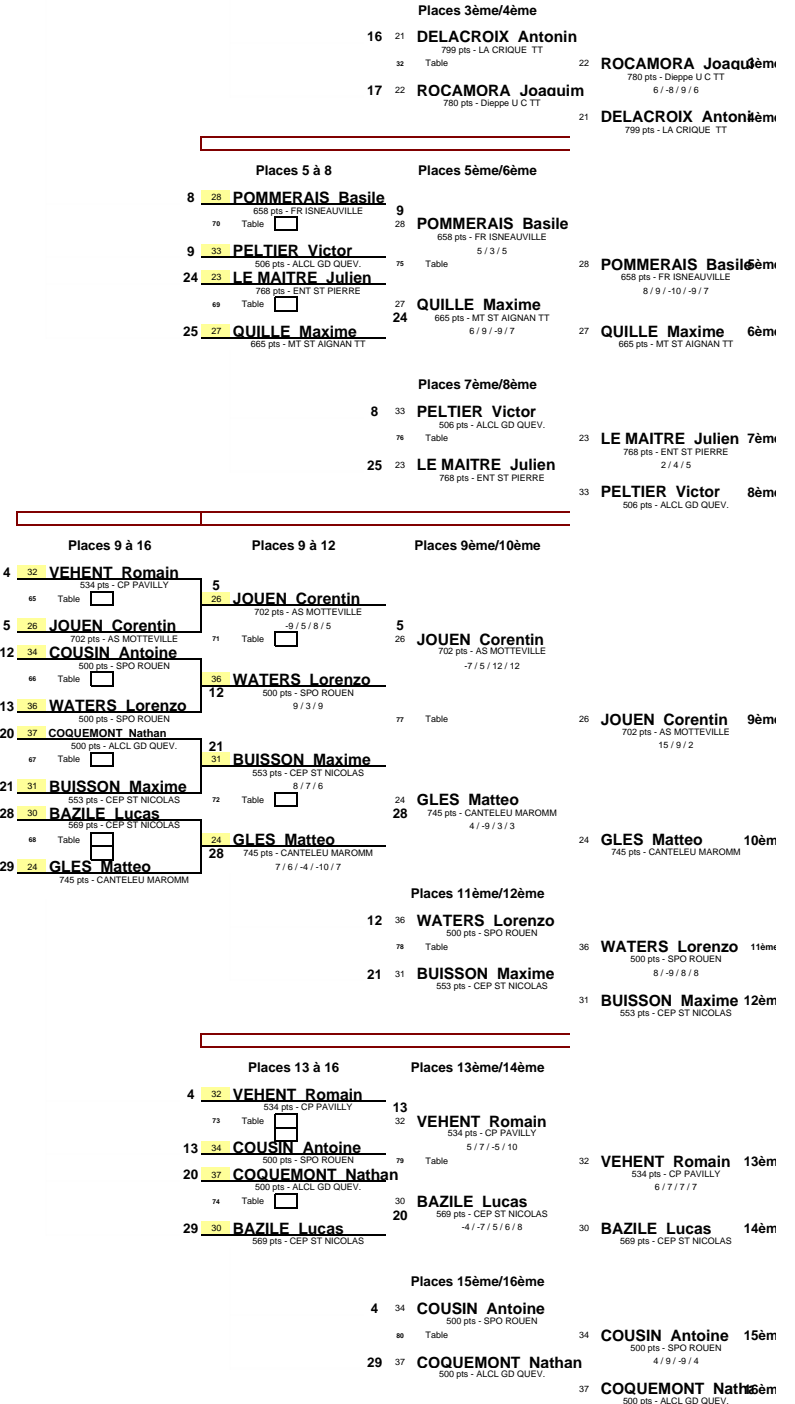 Places 3ème/4ème
16 21 DELACROIX Antonin
799 pts - LA CRIQUE TT
32 Table 22 ROCAMORA Joaqui 3ème
780 pts - Dieppe U C TT
6 / -8 / 9 / 6
17 22 ROCAMORA Joaquim
780 pts - Dieppe U C TT
21 DELACROIX Antoni 4ème
799 pts - LA CRIQUE TT
Places 5 à 8 Places 5ème/6ème
8 28 POMMERAIS Basile
658 pts - FR ISNEAUVILLE
9
70 Table 28 POMMERAIS Basile
658 pts - FR ISNEAUVILLE
5 / 3 / 5
9 33 PELTIER Victor
506 pts - ALCL GD QUEV.
75 Table 28 POMMERAIS Basile 5ème
658 pts - FR ISNEAUVILLE
8 / 9 / -10 / -9 / 7
24 23 LE MAITRE Julien
768 pts - ENT ST PIERRE
69 Table 27 QUILLE Maxime
24 665 pts - MT ST AIGNAN TT
6 / 9 / -9 / 7
25 27 QUILLE Maxime
665 pts - MT ST AIGNAN TT
27 QUILLE Maxime 6ème
665 pts - MT ST AIGNAN TT
Places 7ème/8ème
8 33 PELTIER Victor
506 pts - ALCL GD QUEV.
76 Table 23 LE MAITRE Julien 7ème
768 pts - ENT ST PIERRE
2 / 4 / 5
25 23 LE MAITRE Julien
768 pts - ENT ST PIERRE
33 PELTIER Victor 8ème
506 pts - ALCL GD QUEV.
Places 9 à 16 Places 9 à 12 Places 9ème/10ème
4 32 VEHENT Romain
534 pts - CP PAVILLY
5
65 Table 26 JOUEN Corentin
702 pts - AS MOTTEVILLE
-9 / 5 / 8 / 5
5 26 JOUEN Corentin
702 pts - AS MOTTEVILLE
5
71 Table 26 JOUEN Corentin
702 pts - AS MOTTEVILLE
-7 / 5 / 12 / 12
12 34 COUSIN Antoine
500 pts - SPO ROUEN
66 Table 36 WATERS Lorenzo
12 500 pts - SPO ROUEN
9 / 3 / 9
13 36 WATERS Lorenzo
500 pts - SPO ROUEN
77 Table 26 JOUEN Corentin 9ème
702 pts - AS MOTTEVILLE
15 / 9 / 2
20 37 COQUEMONT Nathan
500 pts - ALCL GD QUEV.
21
67 Table 31 BUISSON Maxime
553 pts - CEP ST NICOLAS
8 / 7 / 6
21 31 BUISSON Maxime
553 pts - CEP ST NICOLAS
72 Table 24 GLES Matteo
28 745 pts - CANTELEU MAROMM
4 / -9 / 3 / 3
28 30 BAZILE Lucas
569 pts - CEP ST NICOLAS
68 Table 24 GLES Matteo
28 745 pts - CANTELEU MAROMM
7 / 6 / -4 / -10 / 7
24 GLES Matteo 10èm
745 pts - CANTELEU MAROMM
29 24 GLES Matteo
745 pts - CANTELEU MAROMM
Places 11ème/12ème
12 36 WATERS Lorenzo
500 pts - SPO ROUEN
78 Table 36 WATERS Lorenzo 11ème
500 pts - SPO ROUEN
8 / -9 / 8 / 8
21 31 BUISSON Maxime
553 pts - CEP ST NICOLAS
31 BUISSON Maxime 12èm
553 pts - CEP ST NICOLAS
Places 13 à 16 Places 13ème/14ème
4 32 VEHENT Romain
534 pts - CP PAVILLY
13
73 Table 32 VEHENT Romain
534 pts - CP PAVILLY
5 / 7 / -5 / 10
13 34 COUSIN Antoine
500 pts - SPO ROUEN
79 Table 32 VEHENT Romain 13èm
534 pts - CP PAVILLY
6 / 7 / 7 / 7
20 37 COQUEMONT Nathan
500 pts - ALCL GD QUEV.
74 Table 30 BAZILE Lucas
20 569 pts - CEP ST NICOLAS
-4 / -7 / 5 / 6 / 8
29 30 BAZILE Lucas
569 pts - CEP ST NICOLAS
30 BAZILE Lucas 14èm
569 pts - CEP ST NICOLAS
Places 15ème/16ème
4 34 COUSIN Antoine
500 pts - SPO ROUEN
80 Table 34 COUSIN Antoine 15èm
500 pts - SPO ROUEN
4 / 9 / -9 / 4
29 37 COQUEMONT Nathan
500 pts - ALCL GD QUEV.
37 COQUEMONT Natha 16èm
500 pts - ALCL GD QUEV.